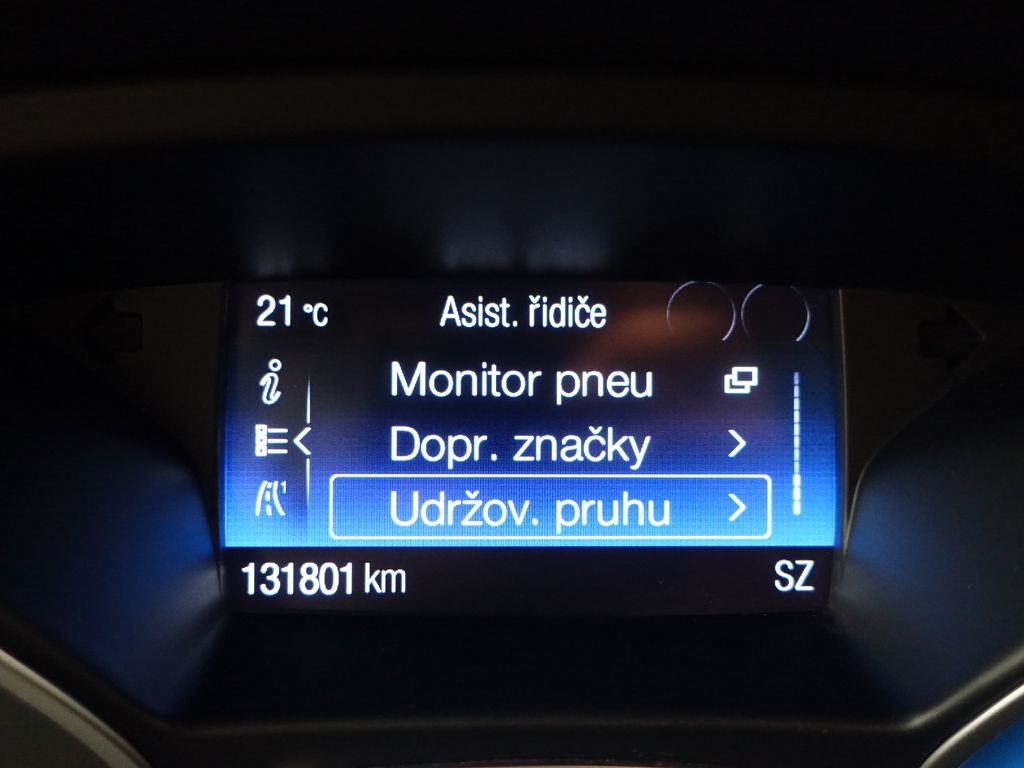 21 °C Asist. řidiče
Monitor pneu
Dopr. značky
Udržov. pruhu
131801 km SZ